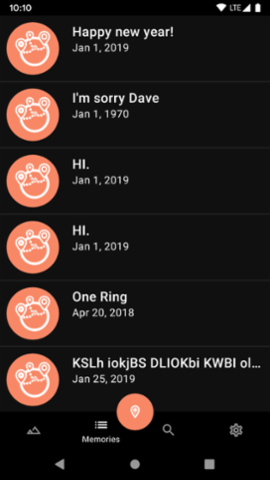 10:10
LTE
Happy new year!
Jan 1, 2019
I'm sorry Dave
Jan 1, 1970
HI.
Jan 1, 2019
HI.
Jan 1, 2019
One Ring
Apr 20, 2018
KSLh iokjBS DLIOKbi KWBI ol...
Jan 25, 2019
Memories